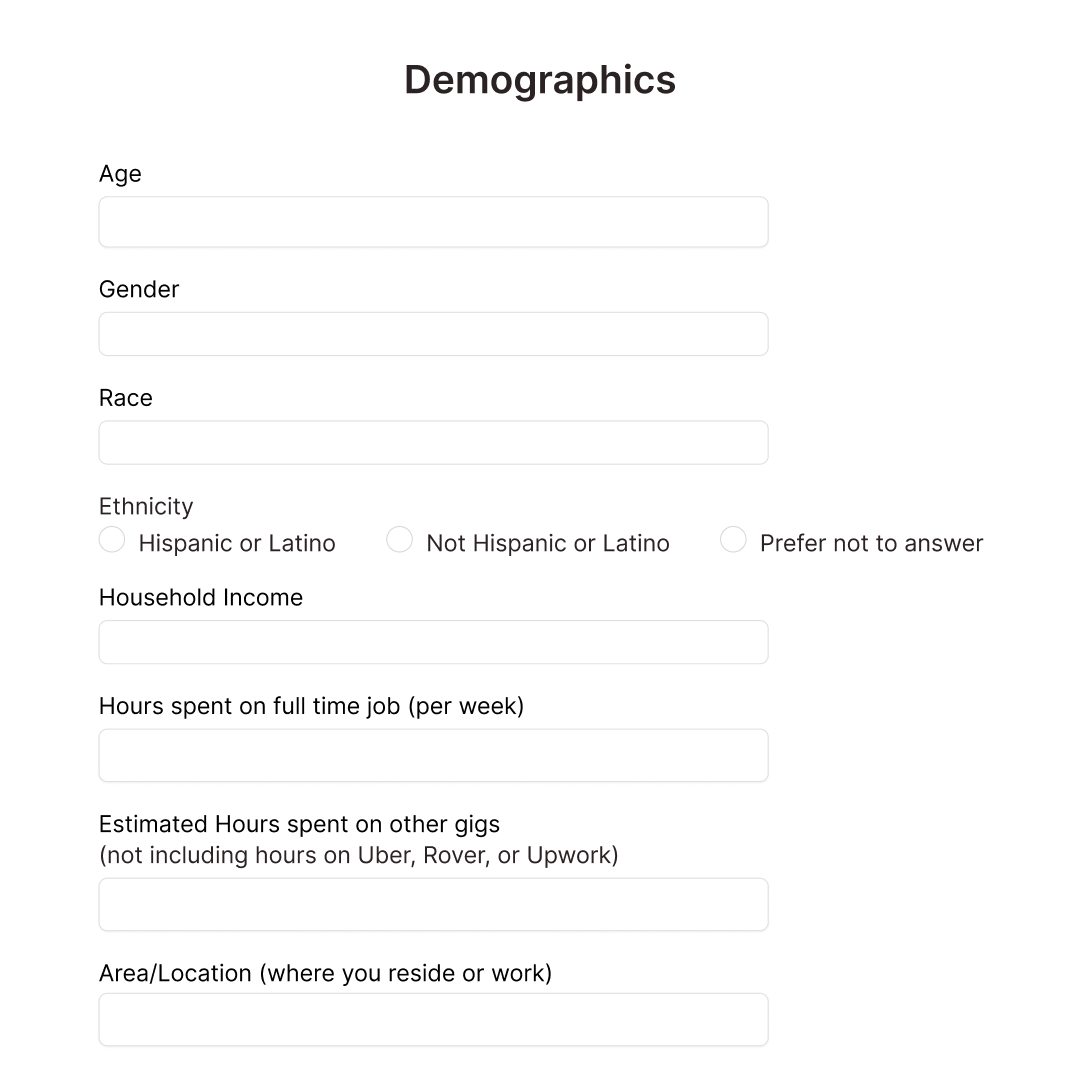 Demographics
Age
Gender
Race
Ethnicity
Hispanic or Latino Not Hispanic or Latino Prefer not to answer
Household Income
Hours spent on full time job (per week)
Estimated Hours spent on other gigs
(not including hours on Uber, Rover, or Upwork)
Area/Location (where you reside or work)